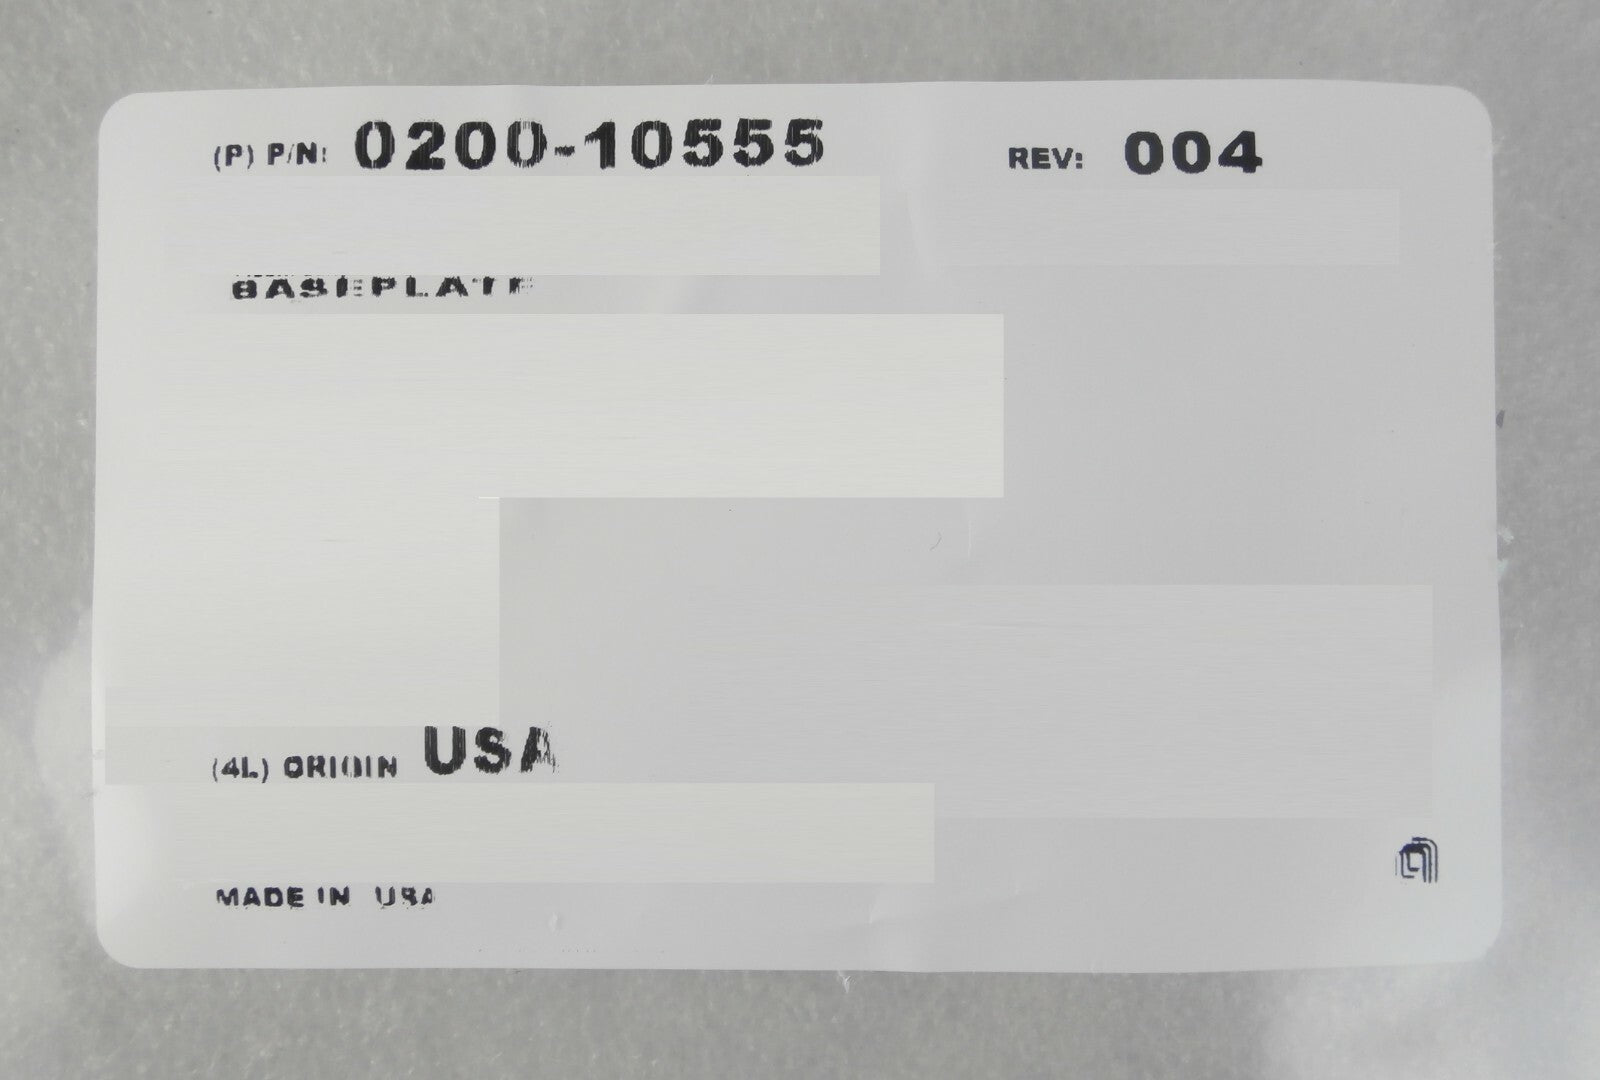 (P) P/N: 0200-10555 REV: 004
BASEPLATE
(4L) ORIGIN USA
MADE IN USA